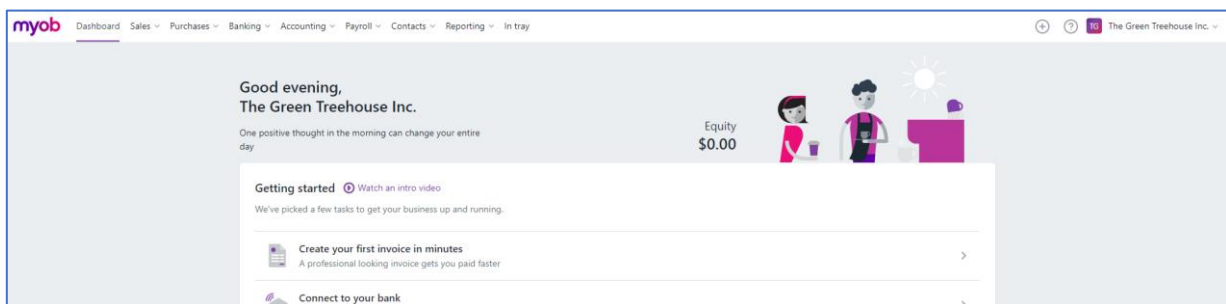 myob Dashboard Sales Purchases Banking Accounting Payroll Contacts Reporting In tray ? TG The Green Treehouse Inc.
Good evening,
The Green Treehouse Inc.
One positive thought in the morning can change your entire
day
Equity
$0.00
Getting started Watch an intro video
We've picked a few tasks to get your business up and running.
Create your first invoice in minutes
A professional looking invoice gets you paid faster
Connect to your bank